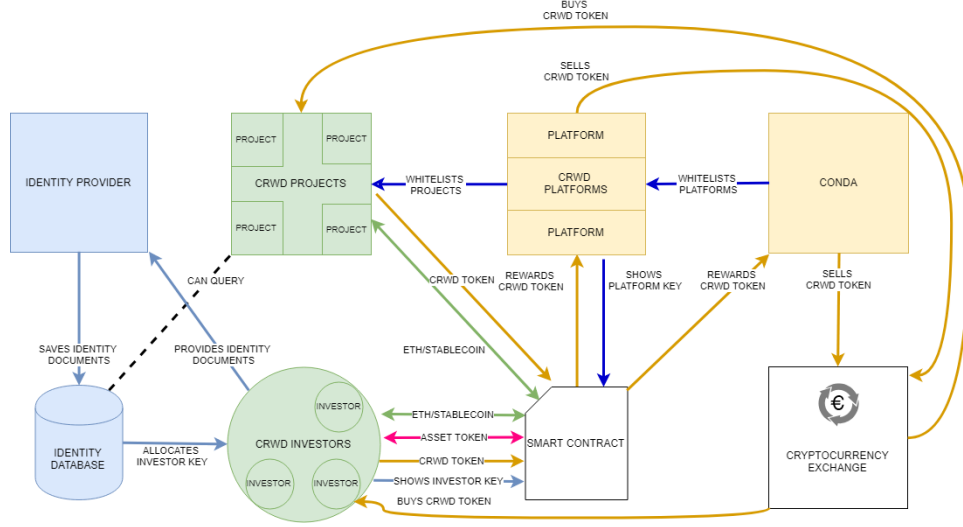 BUYS
CRWD TOKEN
SELLS
CRWD TOKEN
IDENTITY PROVIDER
PROJECT
PROJECT
CRWD PROJECTS
PROJECT
PROJECT
WHITELISTS
PROJECTS
PLATFORM
CRWD
PLATFORMS
PLATFORM
WHITELISTS
PLATFORMS
CONDA
CAN QUERY
CRWD TOKEN
REWARDS
CRWD TOKEN
SHOWS
PLATFORM KEY
REWARDS
CRWD TOKEN
SELLS
CRWD TOKEN
SAVES IDENTITY
DOCUMENTS
PROVIDES IDENTITY
DOCUMENTS
ETH/STABLECOIN
IDENTITY
DATABASE
ALLOCATES
INVESTOR KEY
INVESTOR
CRWD INVESTORS
INVESTOR
INVESTOR
ETH/STABLECOIN
ASSET TOKEN
CRWD TOKEN
SHOWS INVESTOR KEY
BUYS CRWD TOKEN
SMART CONTRACT
€
CRYPTOCURRENCY
EXCHANGE